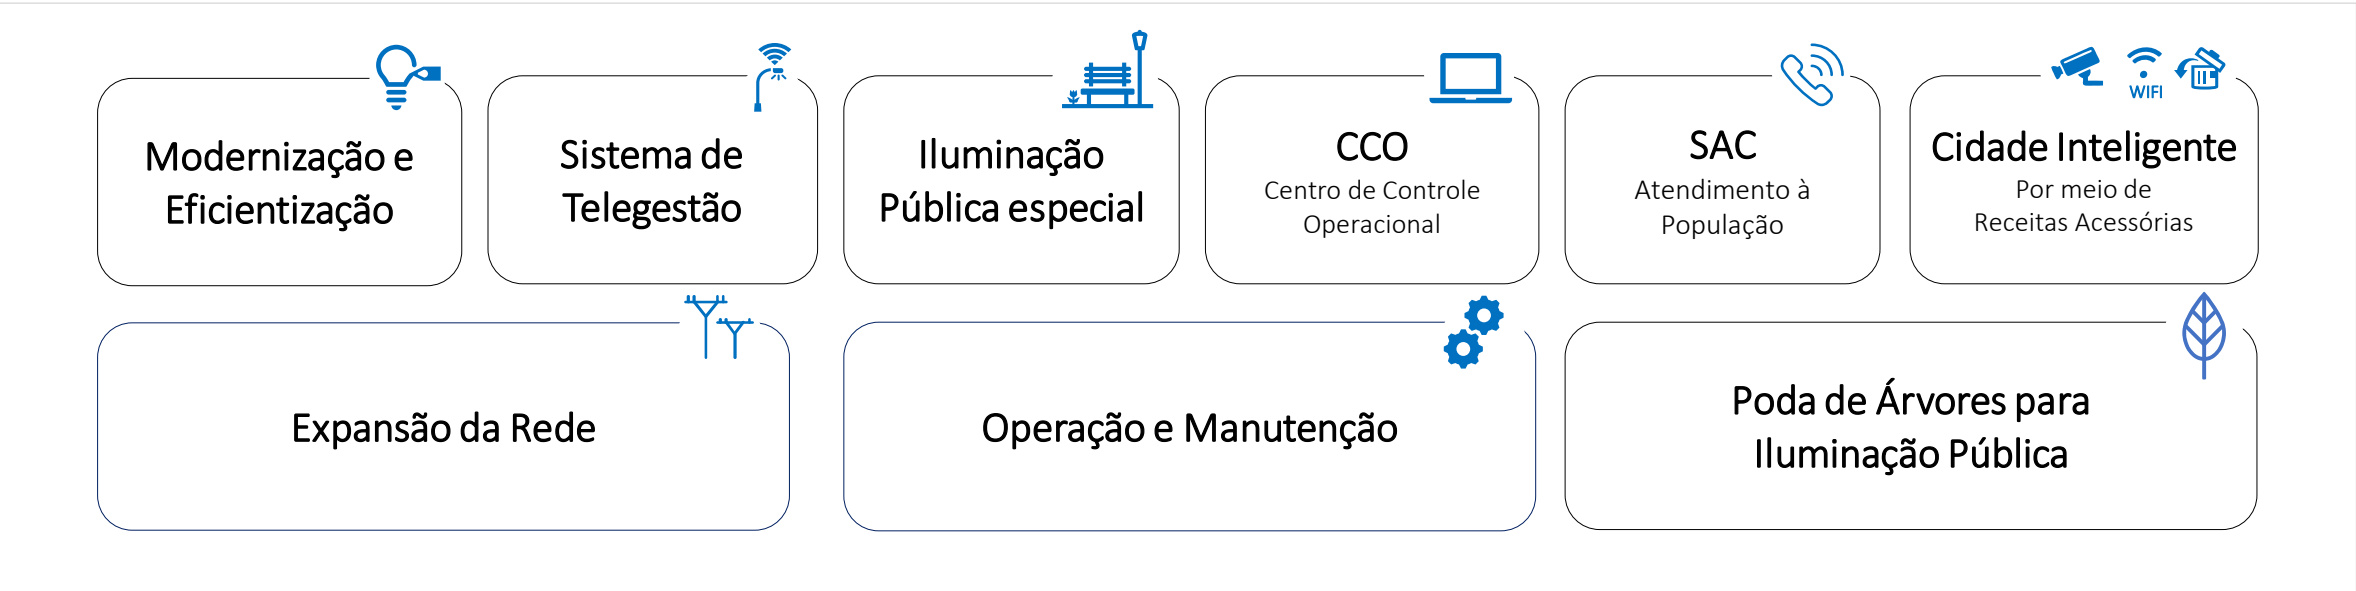 Modernização e
Eficientização
Sistema de
Telegestão
Iluminação
Pública especial
CCO
Centro de Controle
Operacional
SAC
Atendimento à
População
WIFI
Cidade Inteligente
Por meio de
Receitas Acessórias
Expansão da Rede
Operação e Manutenção
Poda de Árvores para
Iluminação Pública